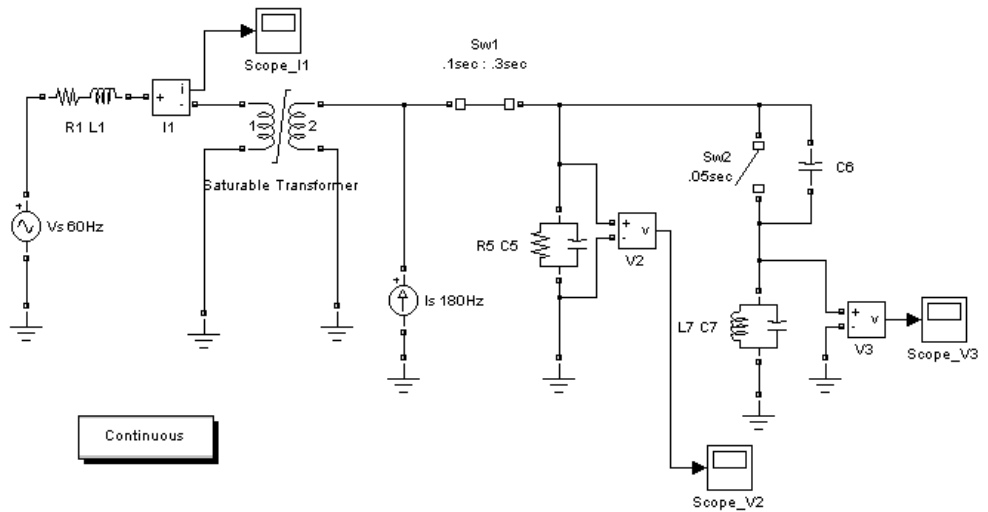 Scope_I1
Sw1
.1sec : .3sec
i
+
-
R1 L1
I1
1
2
Saturable Transformer
Sw2
.05sec
C6
+
Vs 60Hz
R5 C5
+
-
v
V2
+
Is 180Hz
L7 C7
+
-
v
V3
Scope_V3
Continuous
Scope_V2